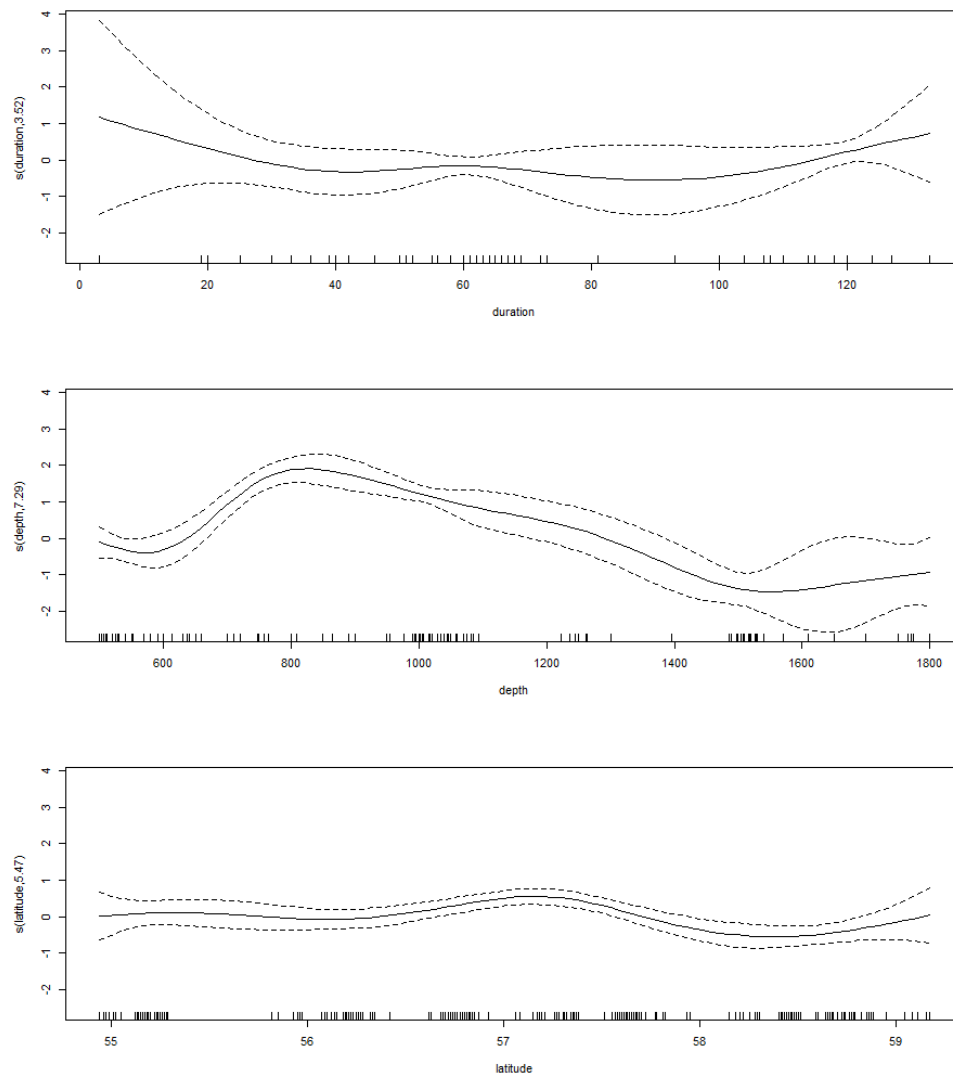 4
3
2
1
0
-1
-2
s(duration,3.52)
0 20 40 60 80 100 120
duration
4
3
2
1
0
-1
-2
s(depth,7.29)
600 800 1000 1200 1400 1600 1800
depth
4
3
2
1
0
-1
-2
s(latitude,5.47)
55 56 57 58 59
latitude